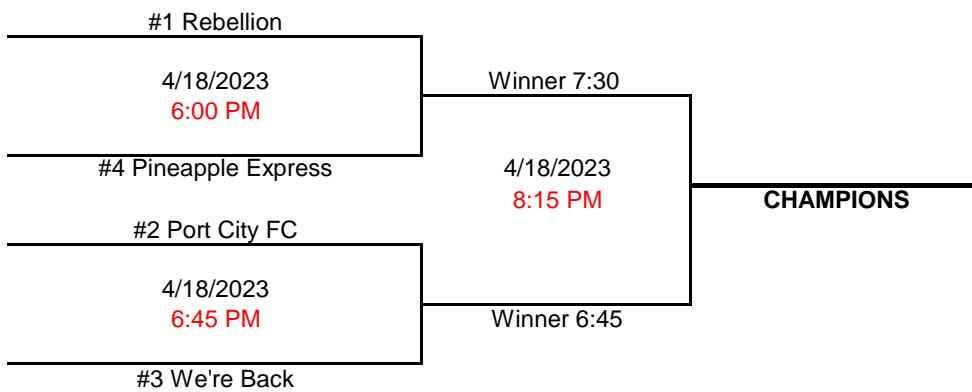 #1 Rebellion
4/18/2023
6:00 PM
Winner 7:30
#4 Pineapple Express
4/18/2023
8:15 PM
CHAMPIONS
#2 Port City FC
4/18/2023
6:45 PM
Winner 6:45
#3 We're Back